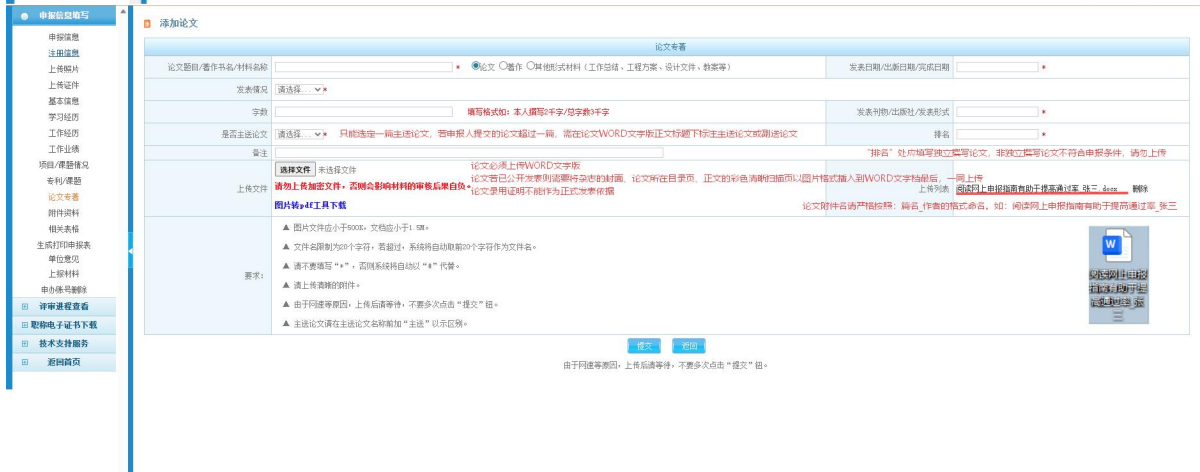 申报信息填写
申报信息
注册信息
上传照片
上传证件
基本信息
学习经历
工作经历
工作业绩
项目/课题情况
专利/课题
论文专著
附件资料
相关表格
生成打印申报表
单位意见
上报材料
申办账号删除
评审进程查看
职称电子证书下载
技术支持服务
返回首页
添加论文
论文专著
论文题目/著作书名/材料名称 * 论文 著作 其他形式材料（工作总结、工程方案、设计文件、教案等） 发表日期/出版日期/完成日期 *
发表情况 请选择... *
字数 填写格式如：本人撰写2千字/总字数3千字 发表刊物/出版社/发表形式 *
是否主送论文 请选择... * 只能选定一篇主送论文，若申报人提交的论文超过一篇，需在论文WORD文字版正文标题下标注主送论文或副送论文 排名 *
备注 "排名"处应填写独立撰写论文，非独立撰写论文不符合申报条件，请勿上传
上传文件 选择文件 未选择文件 论文必须上传WORD文字版
论文若已公开发表则需要将杂志的封面、论文所在目录页、正文的彩色清晰扫描页以图片格式插入到WORD文字档最后，一同上传
请勿上传加密文件，否则会影响材料的审核后果自负。 论文录用证明不能作为正式发表依据
上传列表 阅读网上申报指南有助于提高通过率_张三.docx 删除
图片转pdf工具下载 论文附件名请严格按照：篇名_作者的格式命名，如：阅读网上申报指南有助于提高通过率_张三
要求：
▲ 图片文件应小于500K，文档应小于1.5M。
▲ 文件名限制为20个字符，若超过，系统将自动取前20个字符作为文件名。
▲ 请不要填写"*"，否则系统将自动以"#"代替。
▲ 请上传清晰的附件。
▲ 由于网速等原因，上传后请等待，不要多次点击"提交"钮。
▲ 主送论文请在主送论文名称前加"主送"以示区别。
W
阅读网上申报
指南有助于提
高通过率_张
三
提交 返回
由于网速等原因，上传后请等待，不要多次点击"提交"钮。